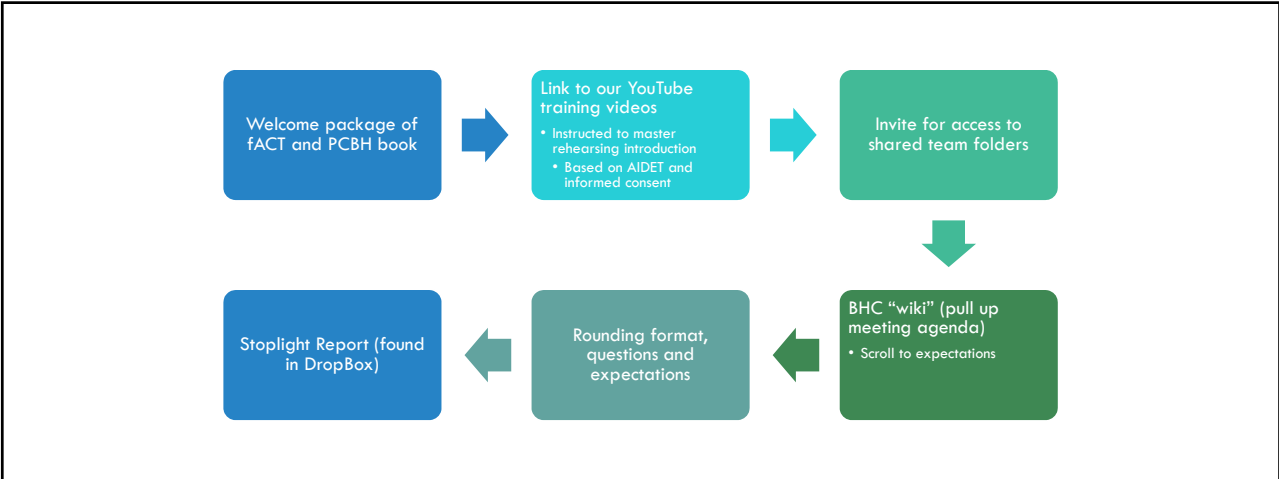 Welcome package of
fACT and PCBH book
Link to our YouTube
training videos
• Instructed to master
rehearsing introduction
• Based on AIDET and
informed consent
Invite for access to
shared team folders
BHC “wiki” (pull up
meeting agenda)
• Scroll to expectations
Rounding format,
questions and
expectations
Stoplight Report (found
in DropBox)